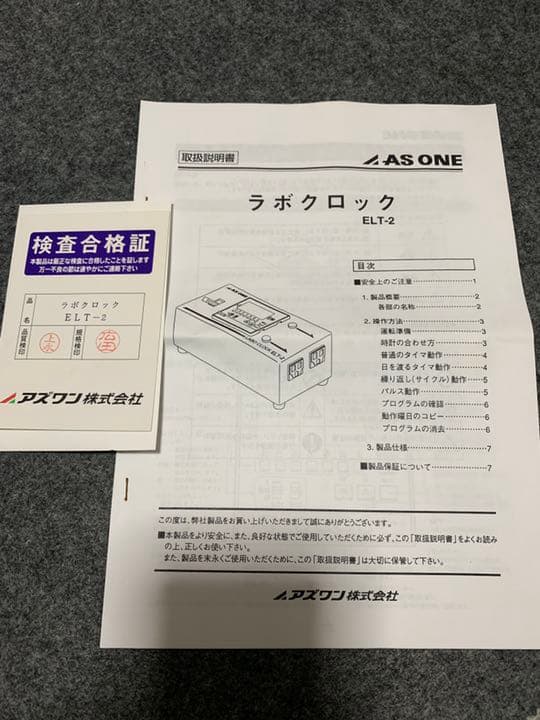 取扱説明書
AS ONE
ラボクロック
ELT-2
目次
■安全上のご注意 1
1. 製品概要 2
各部の名称 2
2. 操作方法 3
運転準備 3
時計の合わせ方 3
普通のタイマ動作 4
日を渡るタイマ動作 4
繰り返し(サイクル)動作 5
パルス動作 5
プログラムの確認 6
動作曜日のコピー 6
プログラムの消去 6
3. 製品仕様 7
■製品保証について 7
LABO CLOCK ELT-2
この度は、弊社製品をお買い上げいただきまして誠にありがとうございます。
■本製品をより安全に、また、良好な状態でご使用していただくために必ず、この「取扱説明書」をよくお読み
の上、正しくお使い下さい。
また、製品を末永くご使用いただくために、この「取扱説明書」は大切に保管して下さい。
アズワン株式会社
検査合格証
本製品は厳正な検査に合格したことを証します
万一不良の節は速やかにご連絡下さい
品名
ラボクロック
ELT-2
品質検印
規格検印
アズワン株式会社